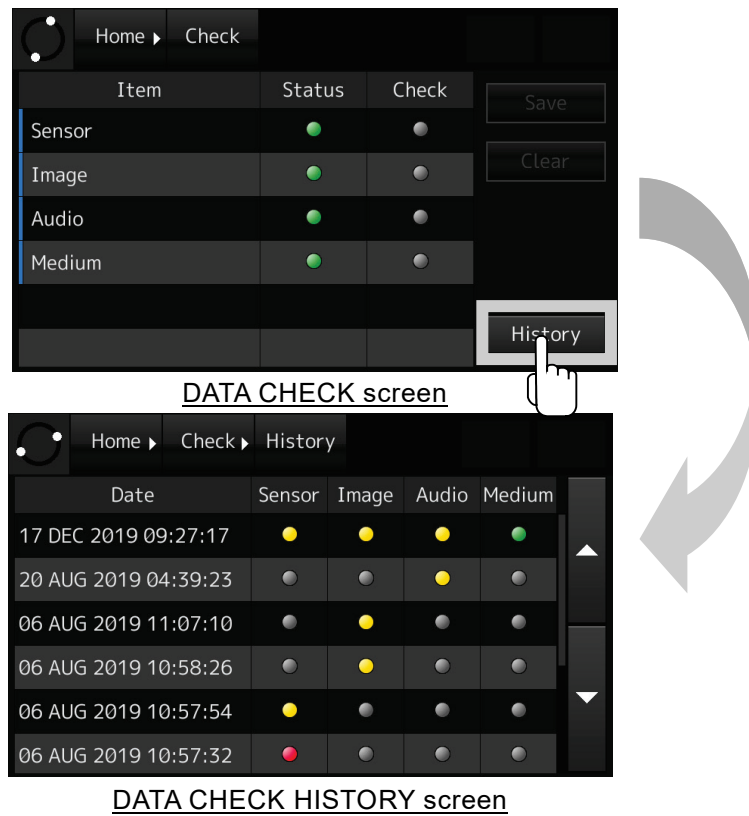 Home Check
Item Status Check
Save
Sensor
Image
Clear
Audio
Medium
History
DATA CHECK screen
Home Check History
Date Sensor Image Audio Medium
17 DEC 2019 09:27:17
20 AUG 2019 04:39:23
06 AUG 2019 11:07:10
06 AUG 2019 10:58:26
06 AUG 2019 10:57:54
06 AUG 2019 10:57:32
DATA CHECK HISTORY screen